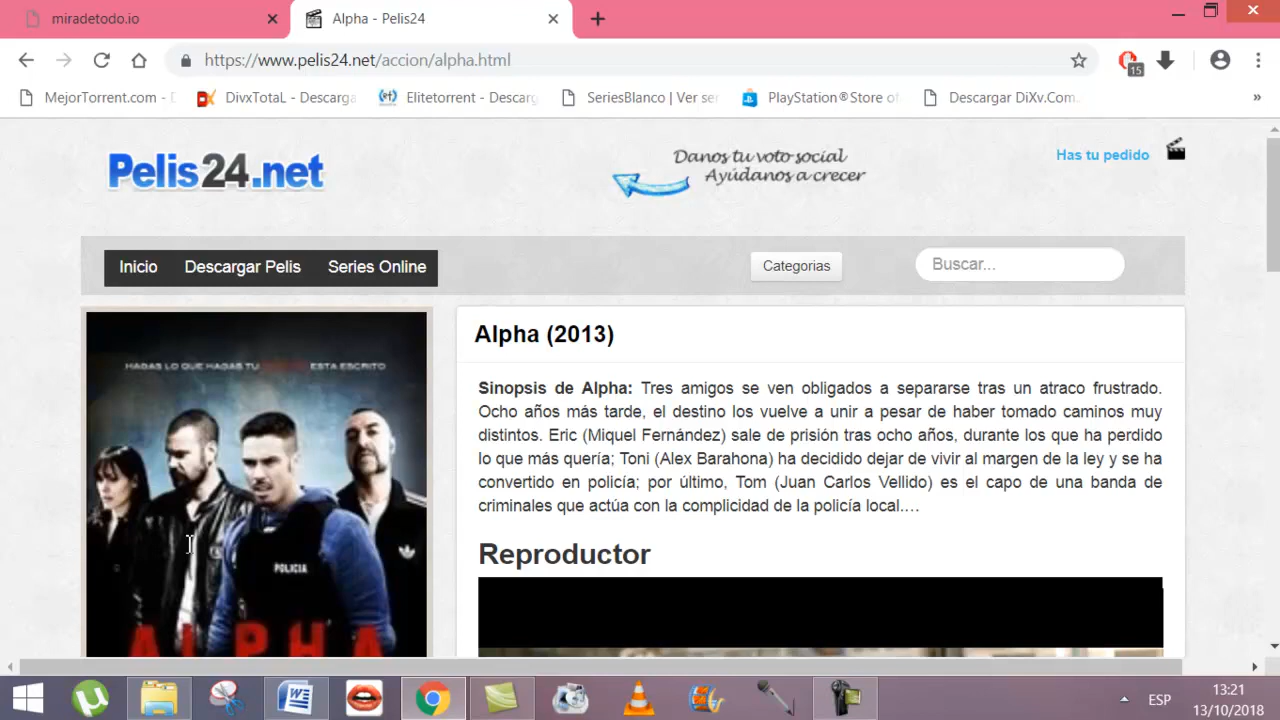 miradetodo.io
Alpha - Pelis24
https://www.pelis24.net/accion/alpha.html
15
MejorTorrent.com - D
DivxTotaL - Descarga
Elitetorrent - Descarg
SeriesBlanco | Ver ser
PlayStation®Store of
Descargar DiXv.Com
»
Pelis24.net
Danos tu voto social
Ayúdanos a crecer
Has tu pedido
Inicio
Descargar Pelis
Series Online
Categorias
Buscar...
HAGAS LO QUE HAGAS TU ESTA ESCRITO
POLICIA
ALPHA
Alpha (2013)
Sinopsis de Alpha: Tres amigos se ven obligados a separarse tras un atraco frustrado.
Ocho años más tarde, el destino los vuelve a unir a pesar de haber tomado caminos muy
distintos. Eric (Miquel Fernández) sale de prisión tras ocho años, durante los que ha perdido
lo que más quería; Toni (Alex Barahona) ha decidido dejar de vivir al margen de la ley y se ha
convertido en policía; por último, Tom (Juan Carlos Vellido) es el capo de una banda de
criminales que actúa con la complicidad de la policía local.…
Reproductor
ESP
13:21
13/10/2018